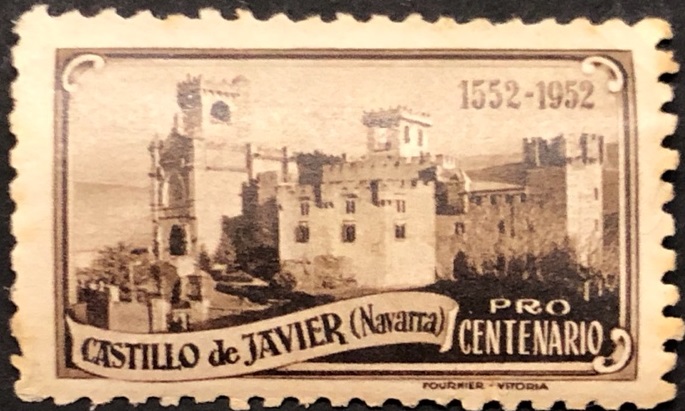 1552-1952
CASTILLO de JAVIER (Navarra)
PRO
CENTENARIO
FOURNIER - VITORIA